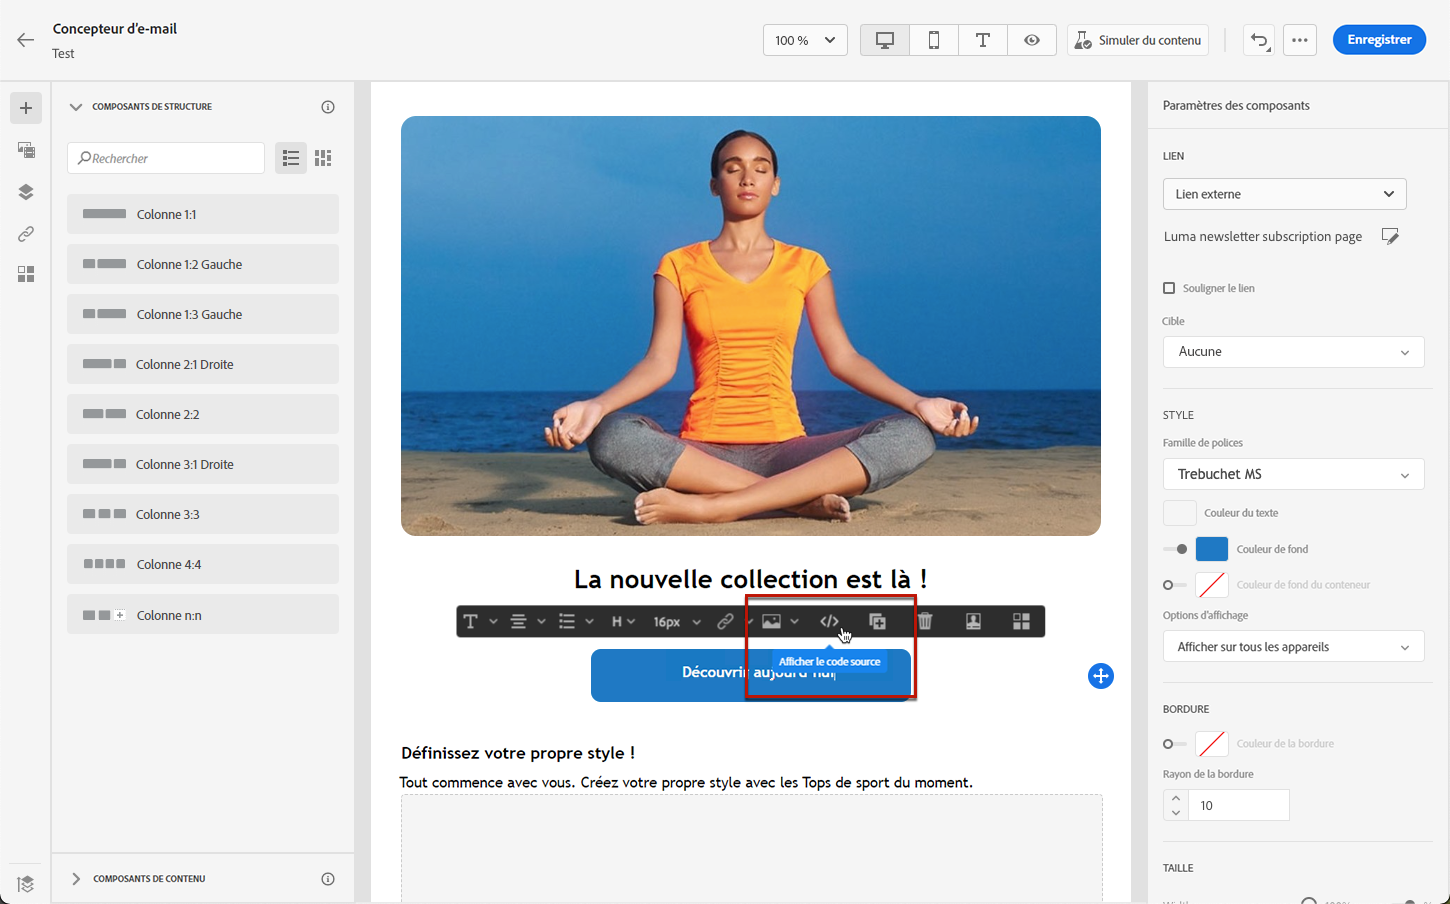 Concepteur d'e-mail
Test
100 %
T
Simuler du contenu
Enregistrer
COMPOSANTS DE STRUCTURE
Rechercher
Colonne 1:1
Colonne 1:2 Gauche
Colonne 1:3 Gauche
Colonne 2:1 Droite
Colonne 2:2
Colonne 3:1 Droite
Colonne 3:3
Colonne 4:4
Colonne n:n
COMPOSANTS DE CONTENU
La nouvelle collection est là !
T H 16px
Afficher le code source
Découvrir aujourd'hui
Définissez votre propre style !
Tout commence avec vous. Créez votre propre style avec les Tops de sport du moment.
Paramètres des composants
LIEN
Lien externe
Luma newsletter subscription page
Souligner le lien
Cible
Aucune
STYLE
Famille de polices
Trebuchet MS
Couleur du texte
Couleur de fond
Couleur de fond du conteneur
Options d'affichage
Afficher sur tous les appareils
BORDURE
Couleur de la bordure
Rayon de la bordure
10
TAILLE